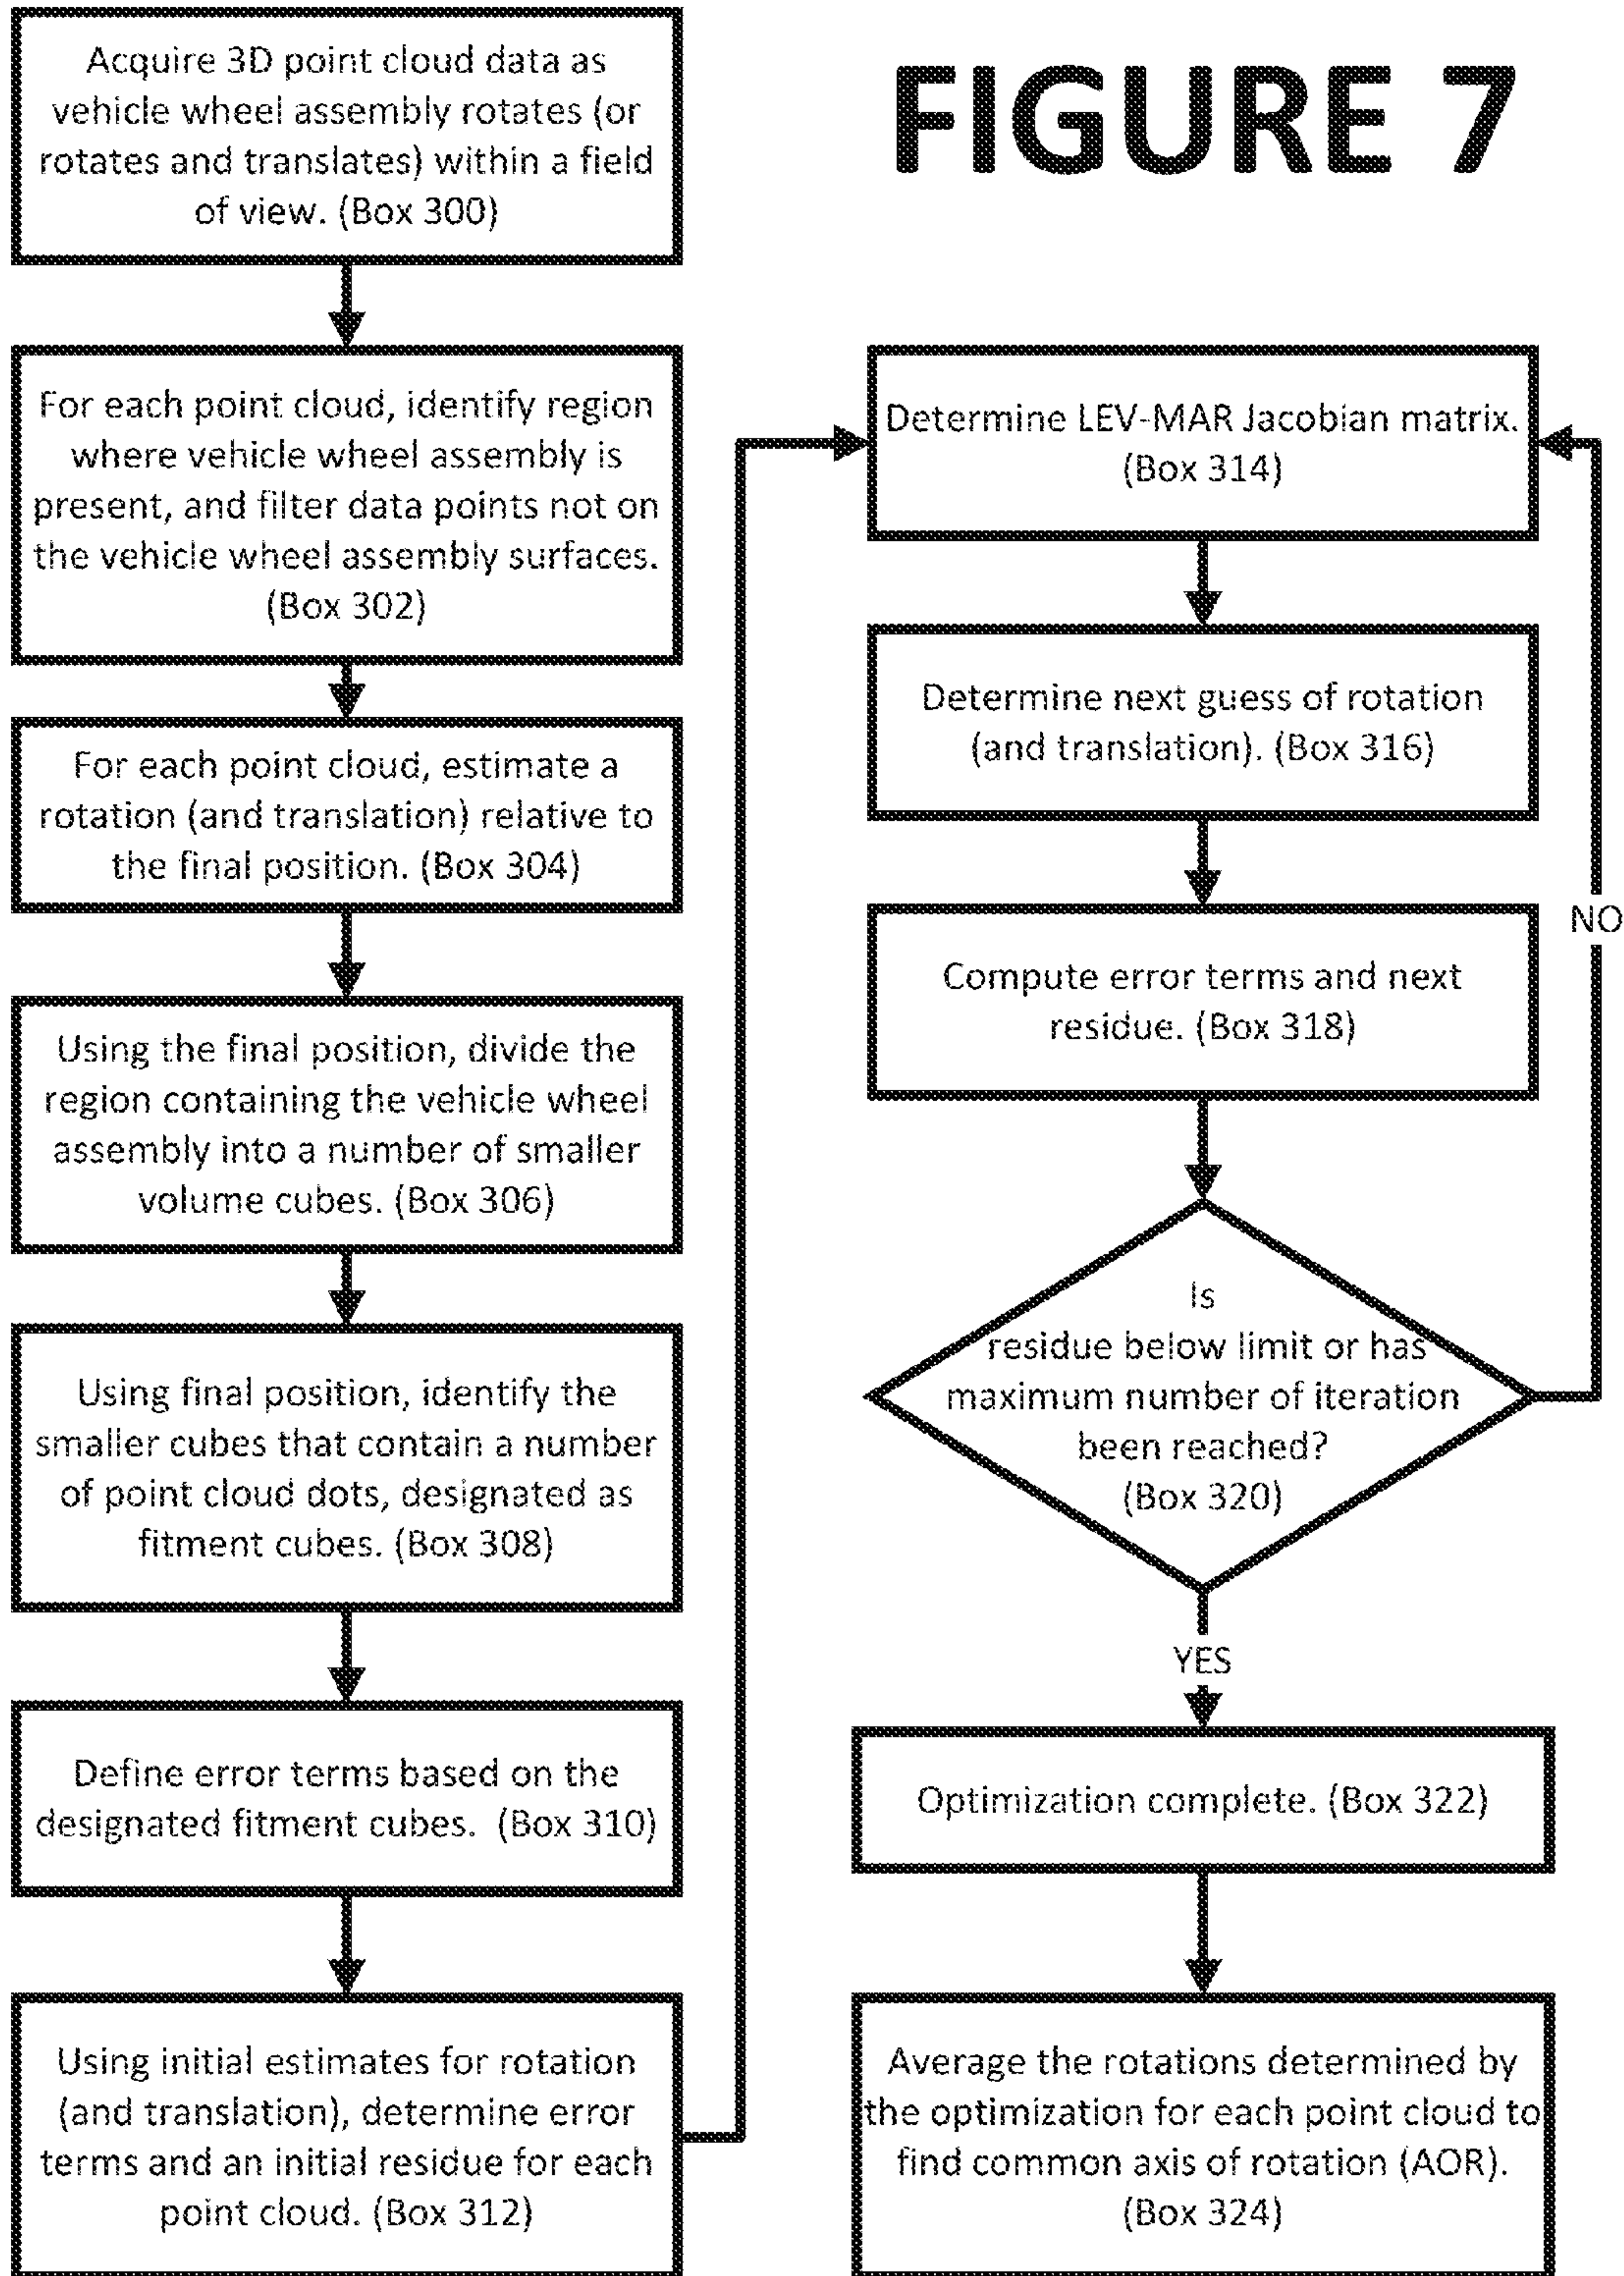 FIGURE 7
Acquire 3D point cloud data as
vehicle wheel assembly rotates (or
rotates and translates) within a field
of view. (Box 300)
For each point cloud, identify region
where vehicle wheel assembly is
present, and filter data points not on
the vehicle wheel assembly surfaces.
(Box 302)
For each point cloud, estimate a
rotation (and translation) relative to
the final position. (Box 304)
Using the final position, divide the
region containing the vehicle wheel
assembly into a number of smaller
volume cubes. (Box 306)
Using final position, identify the
smaller cubes that contain a number
of point cloud dots, designated as
fitment cubes. (Box 308)
Define error terms based on the
designated fitment cubes. (Box 310)
Using initial estimates for rotation
(and translation), determine error
terms and an initial residue for each
point cloud. (Box 312)
Determine LEV-MAR Jacobian matrix.
(Box 314)
Determine next guess of rotation
(and translation). (Box 316)
Compute error terms and next
residue. (Box 318)
Is
residue below limit or has
maximum number of iteration
been reached?
(Box 320)
NO
YES
Optimization complete. (Box 322)
Average the rotations determined by
the optimization for each point cloud to
find common axis of rotation (AOR).
(Box 324)